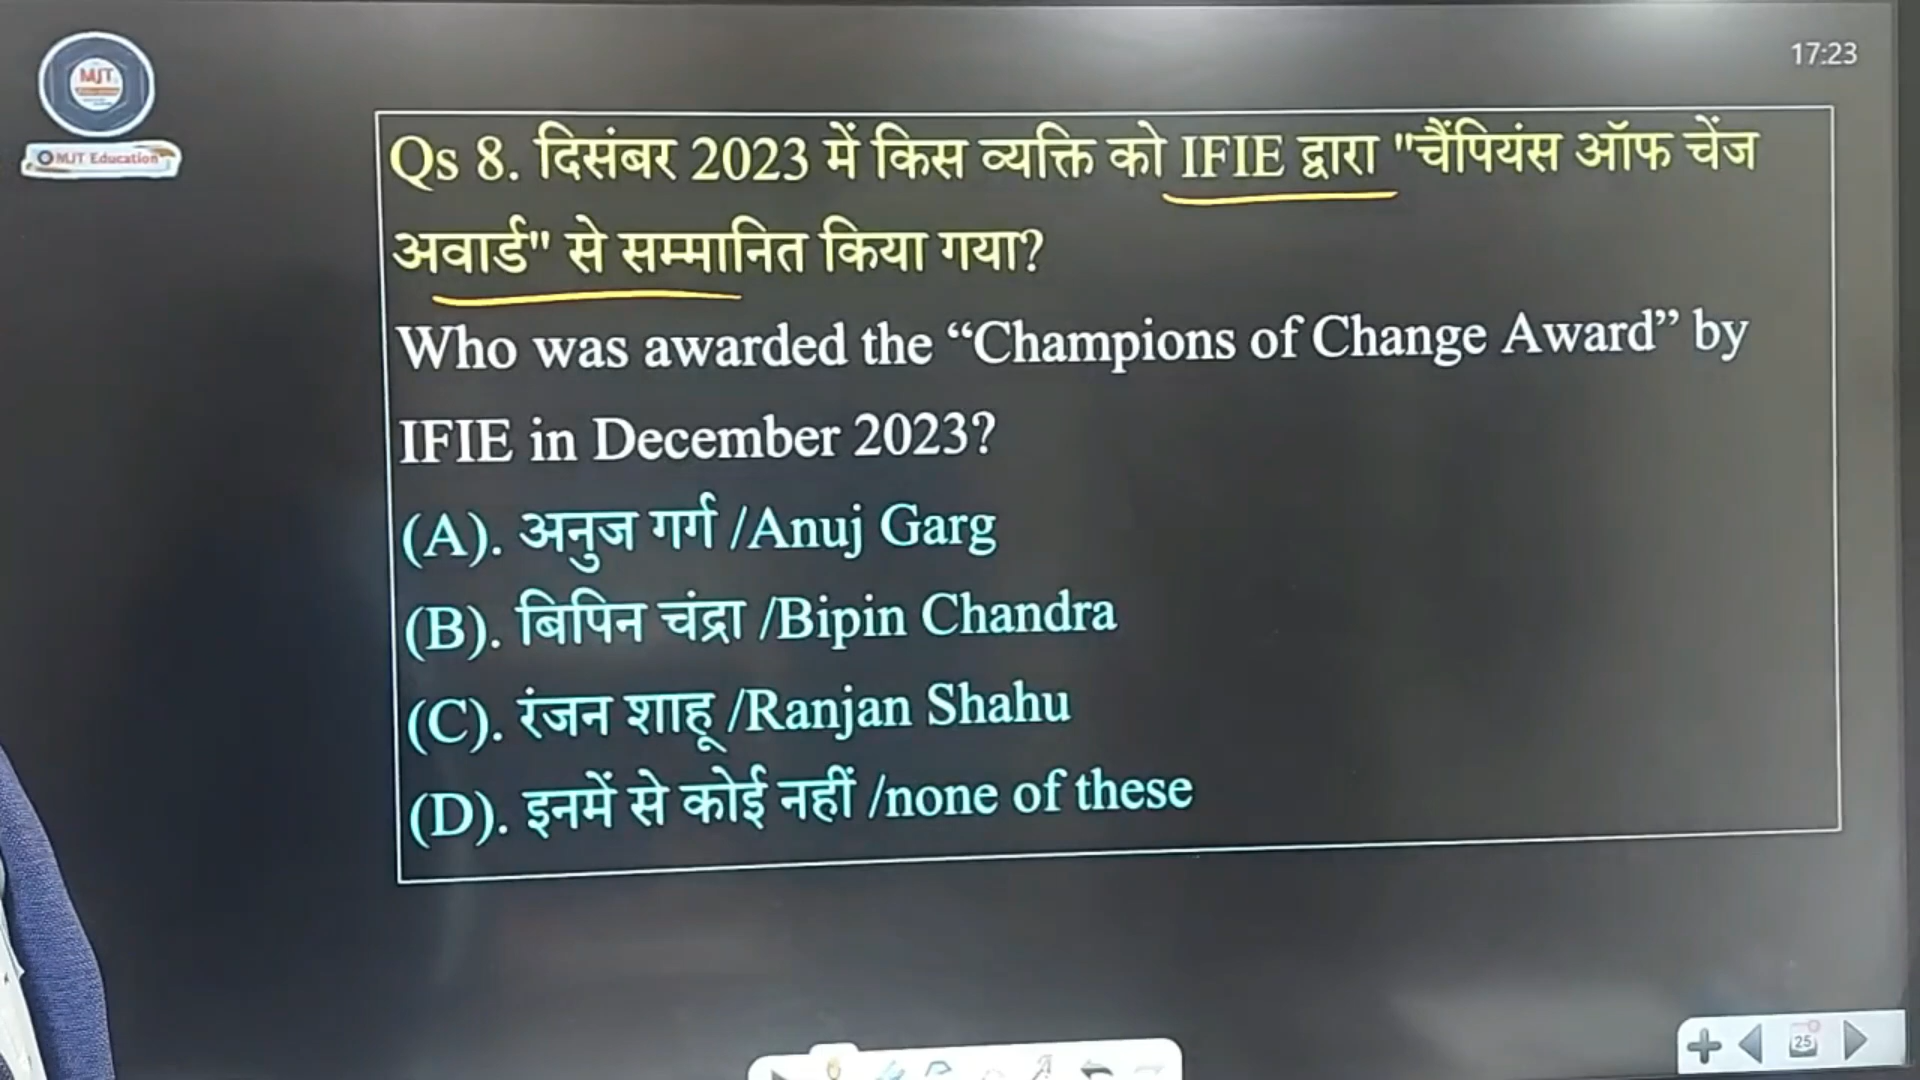 17:23
MJT
MJT Education
Qs 8. दिसंबर 2023 में किस व्यक्ति को IFIE द्वारा "चैंपियंस ऑफ चेंज
अवार्ड" से सम्मानित किया गया?
Who was awarded the “Champions of Change Award” by
IFIE in December 2023?
(A). अनुज गर्ग /Anuj Garg
(B). बिपिन चंद्रा /Bipin Chandra
(C). रंजन शाहू /Ranjan Shahu
(D). इनमें से कोई नहीं /none of these
25